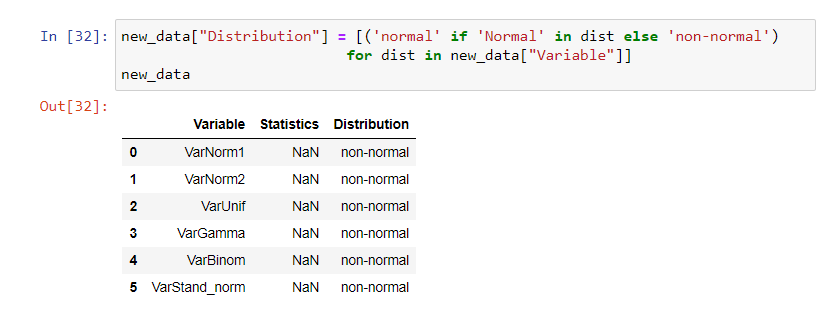 In [32]: new_data["Distribution"] = [('normal' if 'Normal' in dist else 'non-normal')
for dist in new_data["Variable"]]
new_data
Out[32]:
Variable Statistics Distribution
0 VarNorm1 NaN non-normal
1 VarNorm2 NaN non-normal
2 VarUnif NaN non-normal
3 VarGamma NaN non-normal
4 VarBinom NaN non-normal
5 VarStand_norm NaN non-normal